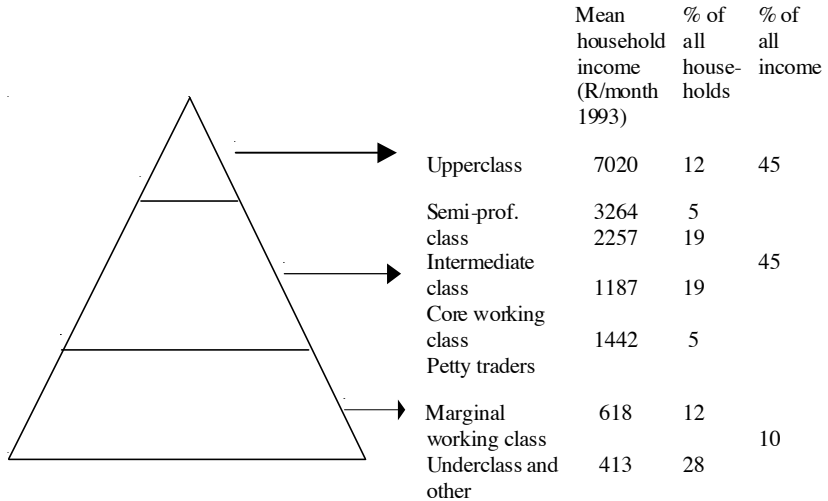 Mean % of % of
household all all
income house- income
(R/month holds
1993)
Upperclass 7020 12 45
Semi-prof. 3264 5
class 2257 19
Intermediate 45
class 1187 19
Core working
class 1442 5
Petty traders
Marginal 618 12
working class 10
Underclass and 413 28
other